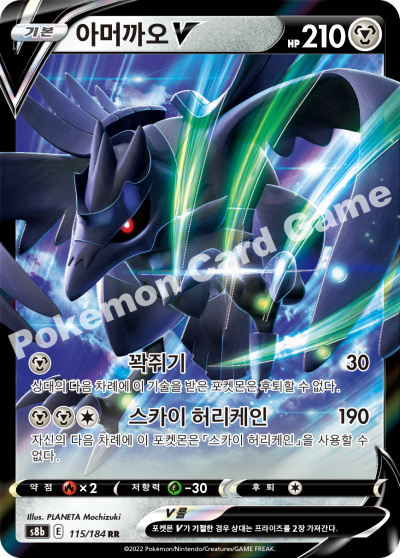 기본 아머까오 V HP 210
Pokémon Card Game
꽉쥐기 30
상대의 다음 차례에 이 기술을 받은 포켓몬은 후퇴할 수 없다.
스카이 허리케인 190
자신의 다음 차례에 이 포켓몬은 「스카이 허리케인」을 사용할
수 없다.
약점 ×2 저항력 -30 후퇴
Illus. PLANETA Mochizuki
V 룰
s8b E 115/184 RR
포켓몬 V가 기절한 경우 상대는 프라이즈를 2장 가져간다.
©2022 Pokémon/Nintendo/Creatures/GAME FREAK.